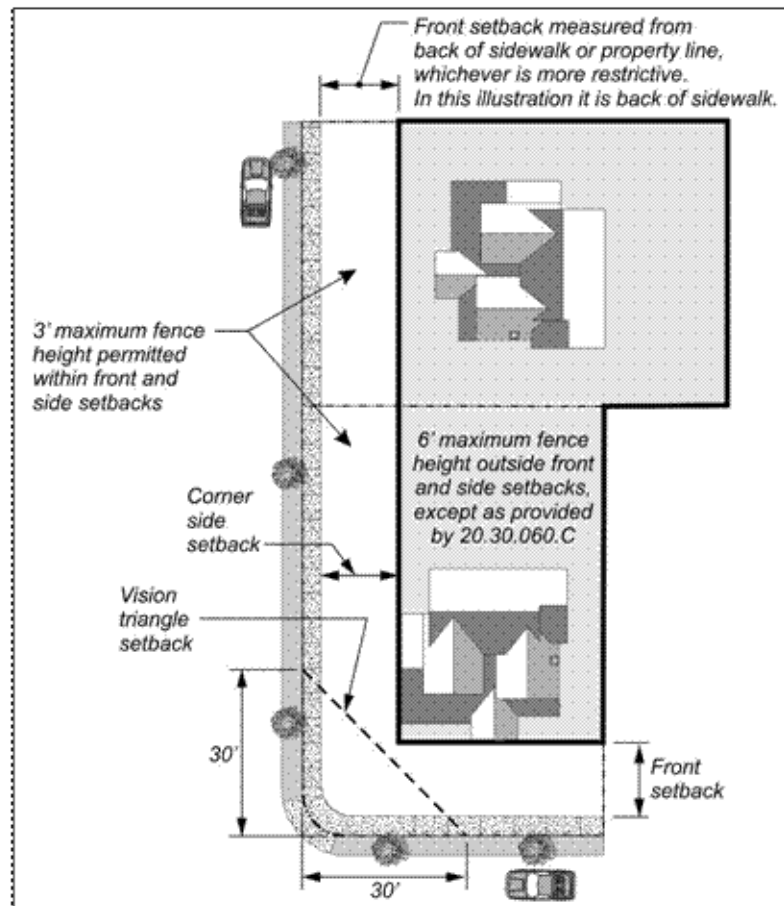 Front setback measured from
back of sidewalk or property line,
whichever is more restrictive.
In this illustration it is back of sidewalk.
3' maximum fence
height permitted
within front and
side setbacks
6' maximum fence
height outside front
and side setbacks,
except as provided
by 20.30.060.C
Corner
side
setback
Vision
triangle
setback
30'
Front
setback
30'